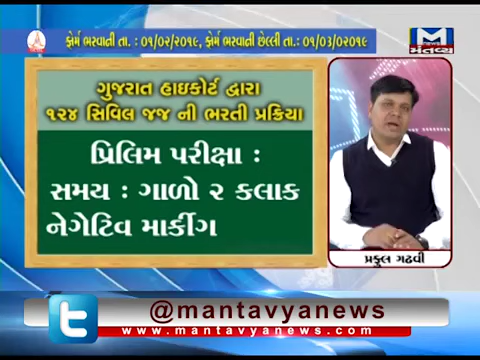 ફોર્મ ભરવાની તા. : ૦૧/૦૨/૨૦૧૯, ફોર્મ ભરવાની છેલ્લી તા.: ૦૧/૦૩/૦૨૦૧૯
મંતવ્ય
ગુજરાત હાઇકોર્ટ દ્વારા
૧૨૪ સિવિલ જજ ની ભરતી પ્રક્રિયા
પ્રિલિમ પરીક્ષા :
સમય : ગાળો ૨ કલાક
નેગેટિવ માર્કીગ
પ્રફુલ ગઢવી
@mantavyanews
www.mantavyanews.com